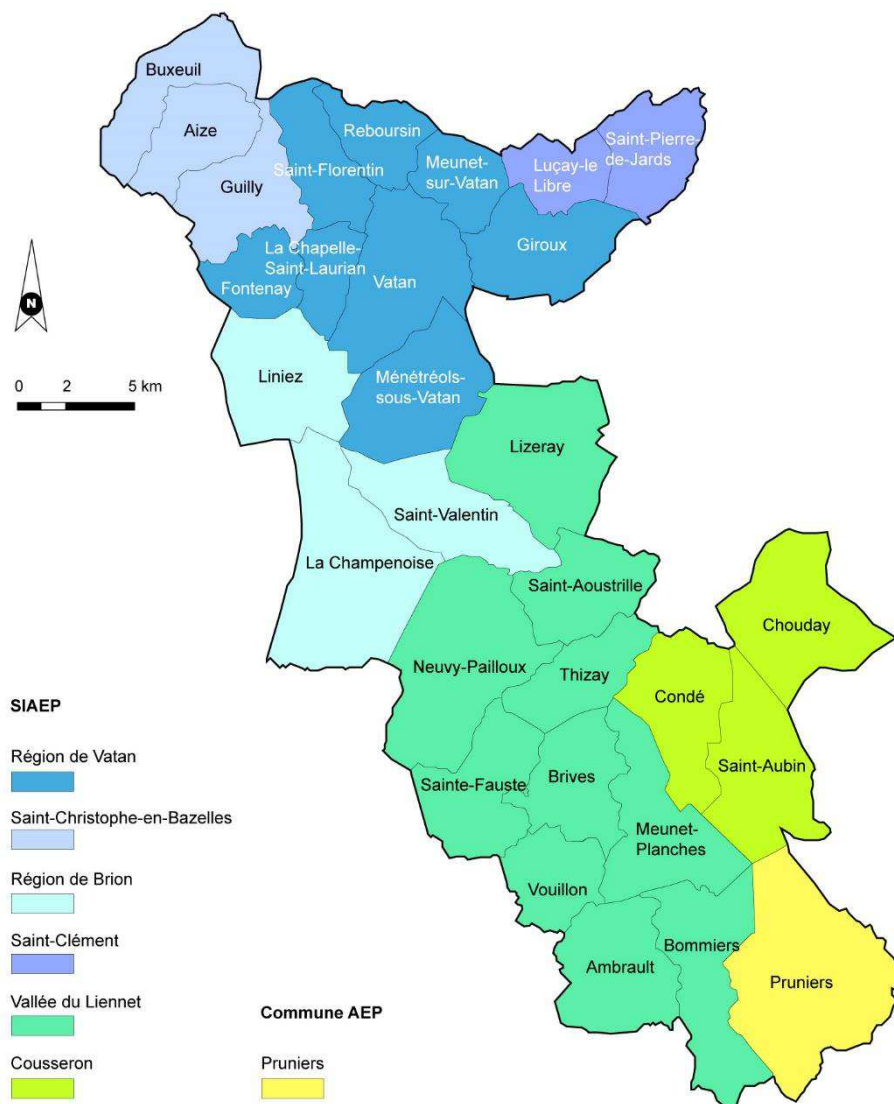 Buxeuil
Aize
Guilly
Reboursin
Saint-Florentin
Meunet-
sur-Vatan
Luçay-le
Libre
Saint-Pierre-
de-Jards
Giroux
La Chapelle-
Saint-Laurian
Fontenay
Vatan
N
0 2 5 km
Liniez
Ménétréols-
sous-Vatan
Lizeray
Saint-Valentin
La Champenoise
Saint-Aoustrille
Chouday
Neuvy-Pailloux
Thizay
Condé
Saint-Aubin
Sainte-Fauste
Brives
Meunet-
Planches
Vouillon
Ambrault
Bommiers
Pruniers
SIAEP
Région de Vatan
Saint-Christophe-en-Bazelles
Région de Brion
Saint-Clément
Vallée du Liennet
Cousseron
Commune AEP
Pruniers